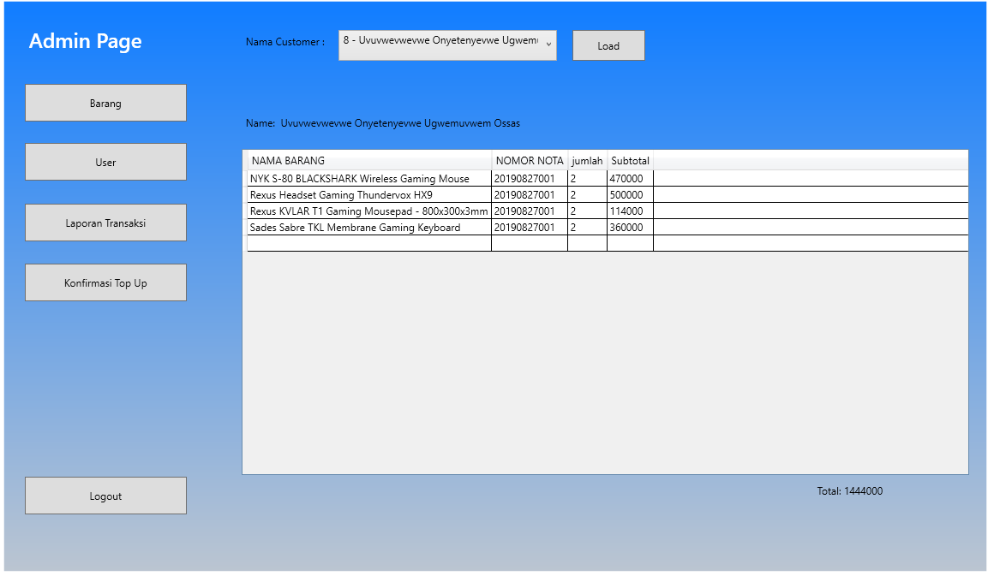 Admin Page
Nama Customer :
8 - Uvuvwevwevwe Onyetenyevwe
Load
Barang
User
Laporan Transaksi
Konfirmasi Top Up
Logout
Name: Uvuvwevwevwe Onyetenyevwe Ugwemuvwem Ossas
NAMA BARANG NOMOR NOTA jumlah Subtotal
NYK S-80 BLACKSHARK Wireless Gaming Mouse 20190827001 2 470000
Rexus Headset Gaming Thundervox HX9 20190827001 2 500000
Rexus KVLAR T1 Gaming Mousepad - 800x300x3mm 20190827001 2 114000
Sades Sabre TKL Membrane Gaming Keyboard 20190827001 2 360000
Total: 1444000